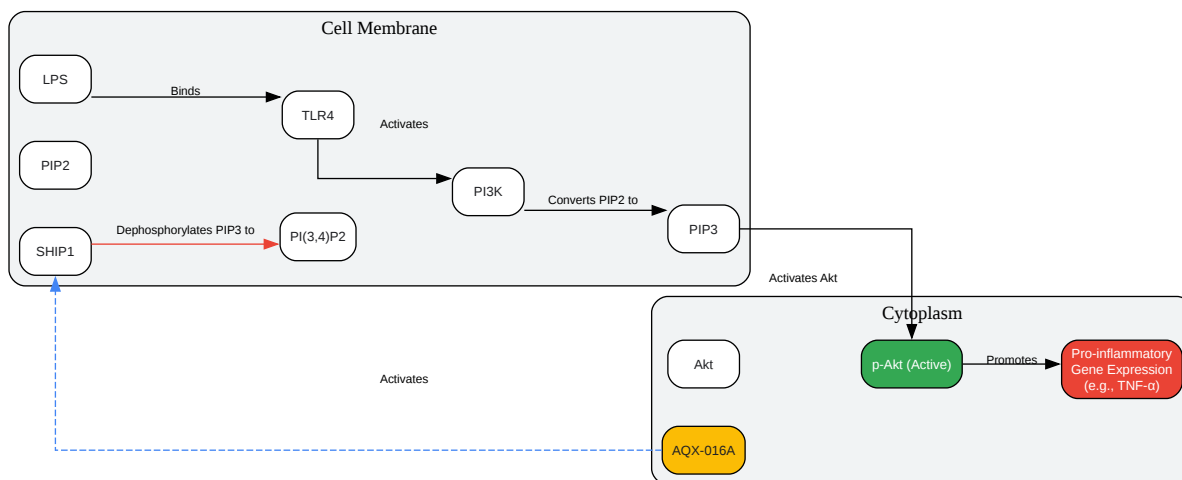 Cell Membrane
LPS
Binds
TLR4
Activates
PIP2
PI3K
Converts PIP2 to
PIP3
SHIP1
Dephosphorylates PIP3 to
PI(3,4)P2
Activates Akt
Cytoplasm
Akt
p-Akt (Active)
Promotes
Pro-inflammatory
Gene Expression
(e.g., TNF-α)
Activates
AQX-016A